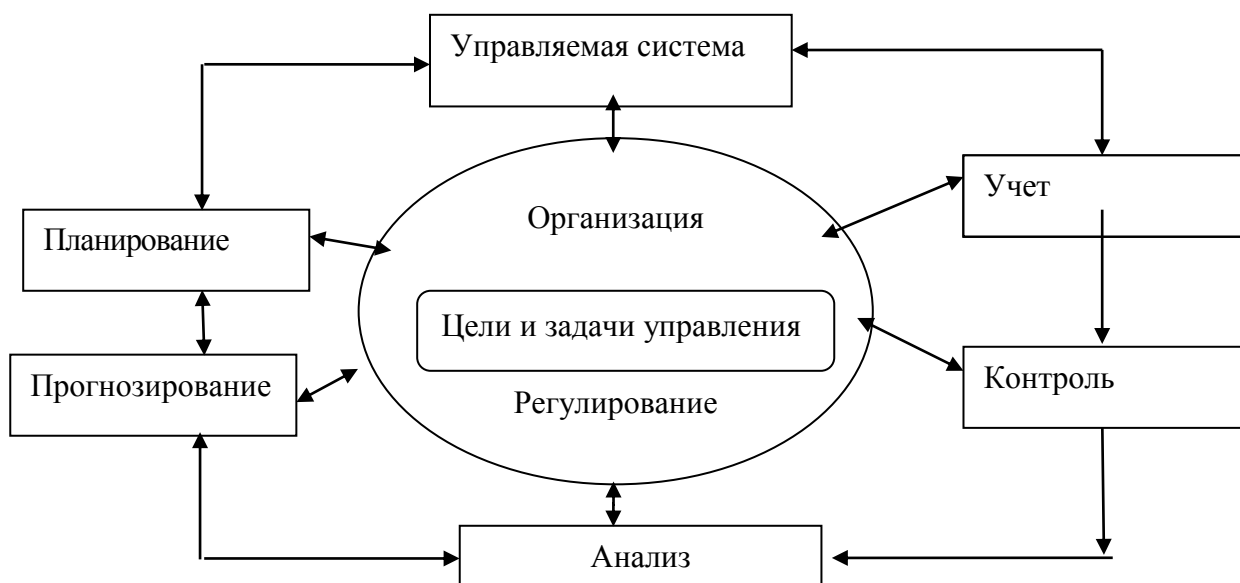 Управляемая система
Учет
Организация
Планирование
Цели и задачи управления
Прогнозирование
Контроль
Регулирование
Анализ